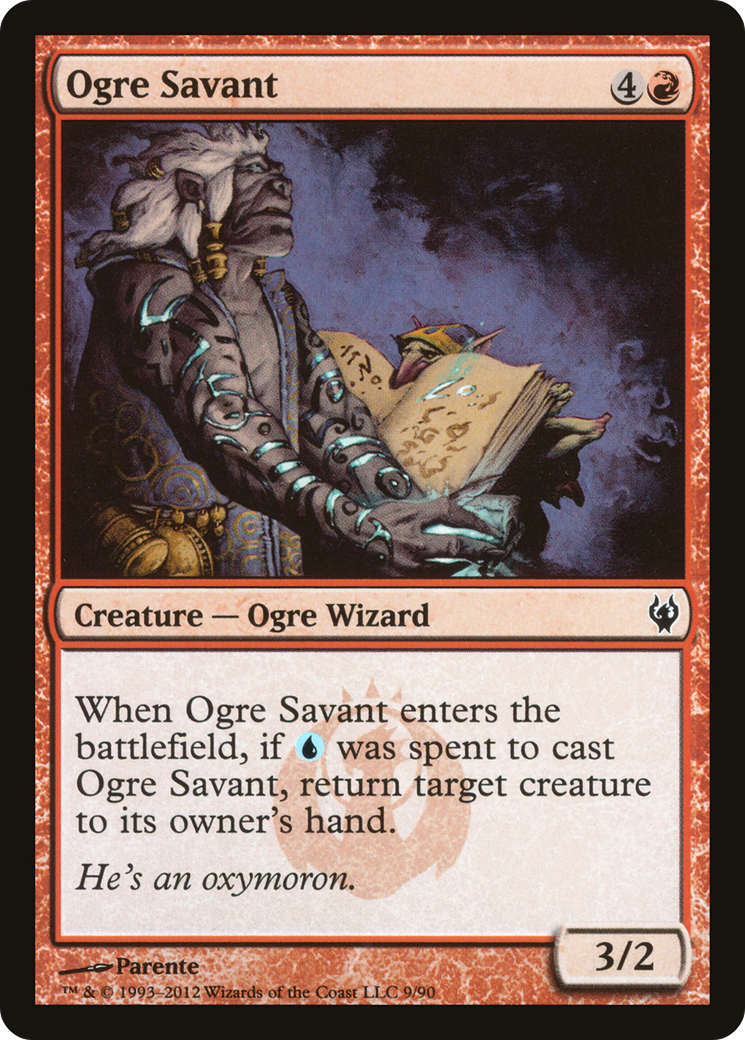 Ogre Savant 4
Creature — Ogre Wizard
When Ogre Savant enters the
battlefield, if was spent to cast
Ogre Savant, return target creature
to its owner's hand.
He's an oxymoron.
3/2
Parente
™ & © 1993–2012 Wizards of the Coast LLC 9/90